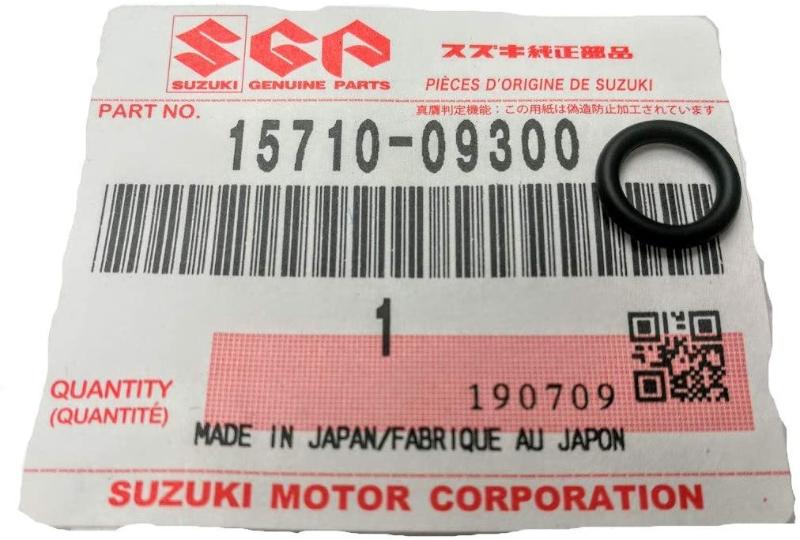 SGP
スズキ純正部品
SUZUKI GENUINE PARTS
PIÈCES D'ORIGINE DE SUZUKI
PART NO.
真贋判定機能：この用紙は偽造防止加工されています
15710-09300
1
QUANTITY
(QUANTITÉ)
190709
MADE IN JAPAN/FABRIQUE AU JAPON
SUZUKI MOTOR CORPORATION